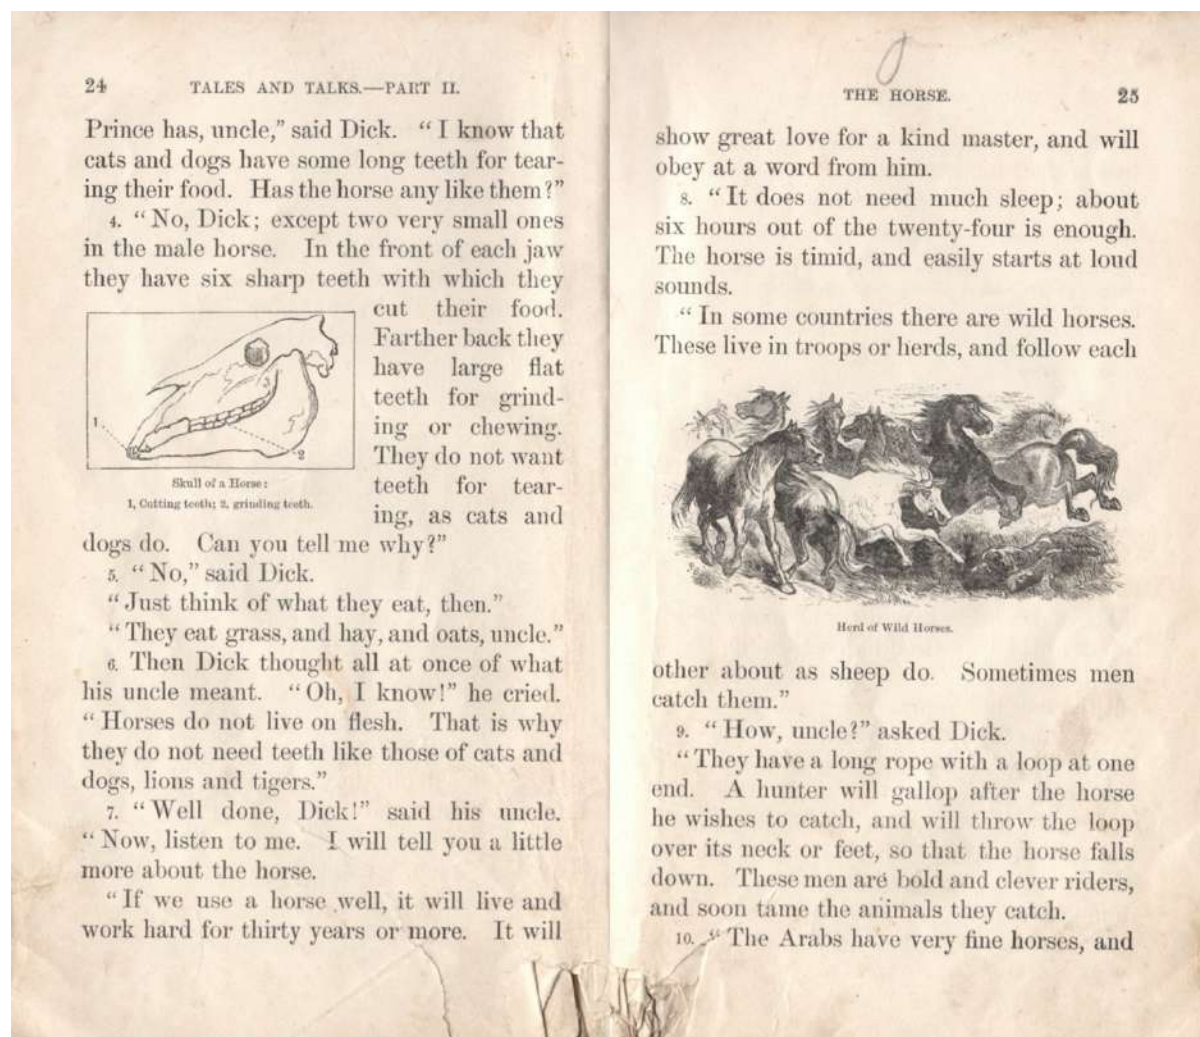 24 TALES AND TALKS.—PART II.
Prince has, uncle,” said Dick. “I know that
cats and dogs have some long teeth for tear-
ing their food. Has the horse any like them?”
4. “No, Dick; except two very small ones
in the male horse. In the front of each jaw
they have six sharp teeth with which they
cut their food.
Farther back they
have large flat
teeth for grind-
ing or chewing.
They do not want
teeth for tear-
ing, as cats and
1
2
Skull of a Horse:
1, Cutting teeth; 2, grinding teeth.
dogs do. Can you tell me why?”
5. “No,” said Dick.
“Just think of what they eat, then.”
“They eat grass, and hay, and oats, uncle.”
6. Then Dick thought all at once of what
his uncle meant. “Oh, I know!” he cried.
“Horses do not live on flesh. That is why
they do not need teeth like those of cats and
dogs, lions and tigers.”
7. “Well done, Dick!” said his uncle.
“Now, listen to me. I will tell you a little
more about the horse.
“If we use a horse well, it will live and
work hard for thirty years or more. It will
THE HORSE. 25
show great love for a kind master, and will
obey at a word from him.
8. “It does not need much sleep; about
six hours out of the twenty-four is enough.
The horse is timid, and easily starts at loud
sounds.
“In some countries there are wild horses.
These live in troops or herds, and follow each
Herd of Wild Horses.
other about as sheep do. Sometimes men
catch them.”
9. “How, uncle?” asked Dick.
“They have a long rope with a loop at one
end. A hunter will gallop after the horse
he wishes to catch, and will throw the loop
over its neck or feet, so that the horse falls
down. These men are bold and clever riders,
and soon tame the animals they catch.
10. “The Arabs have very fine horses, and